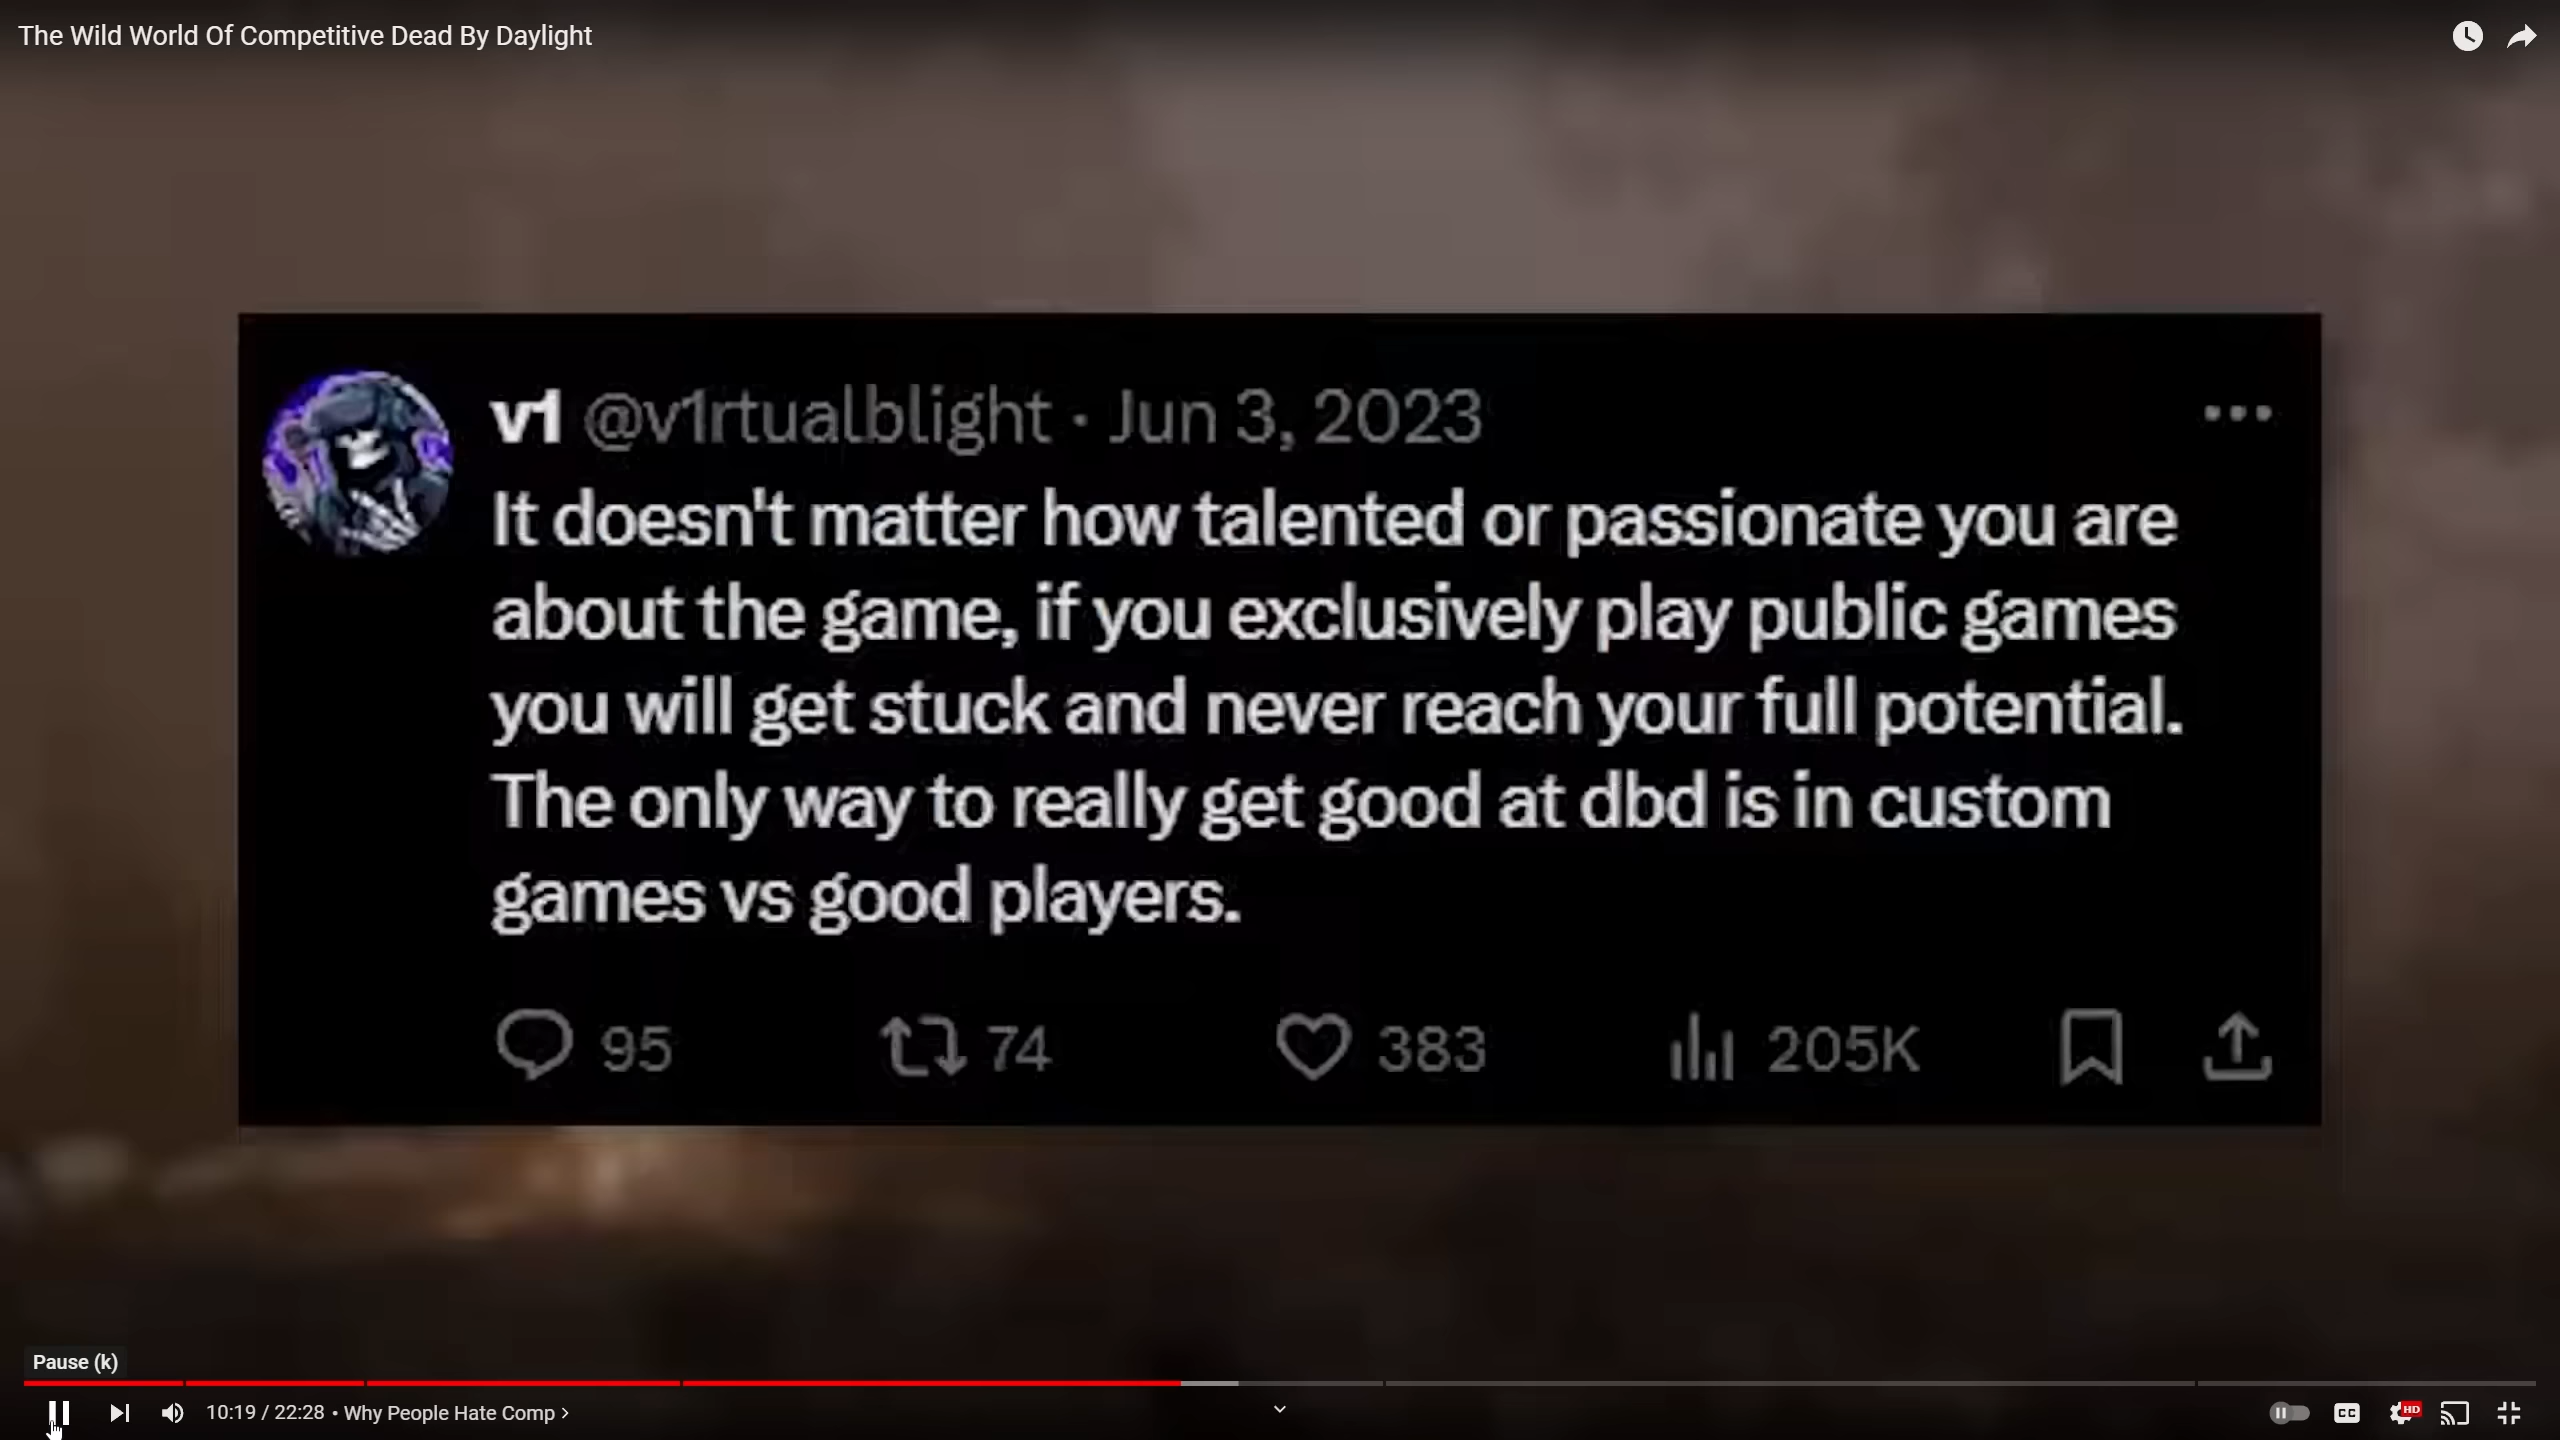 The Wild World Of Competitive Dead By Daylight
v1 @v1rtualblight · Jun 3, 2023
It doesn't matter how talented or passionate you are
about the game, if you exclusively play public games
you will get stuck and never reach your full potential.
The only way to really get good at dbd is in custom
games vs good players.
95 74 383 205K
Pause (k)
10:19 / 22:28 • Why People Hate Comp
CC HD